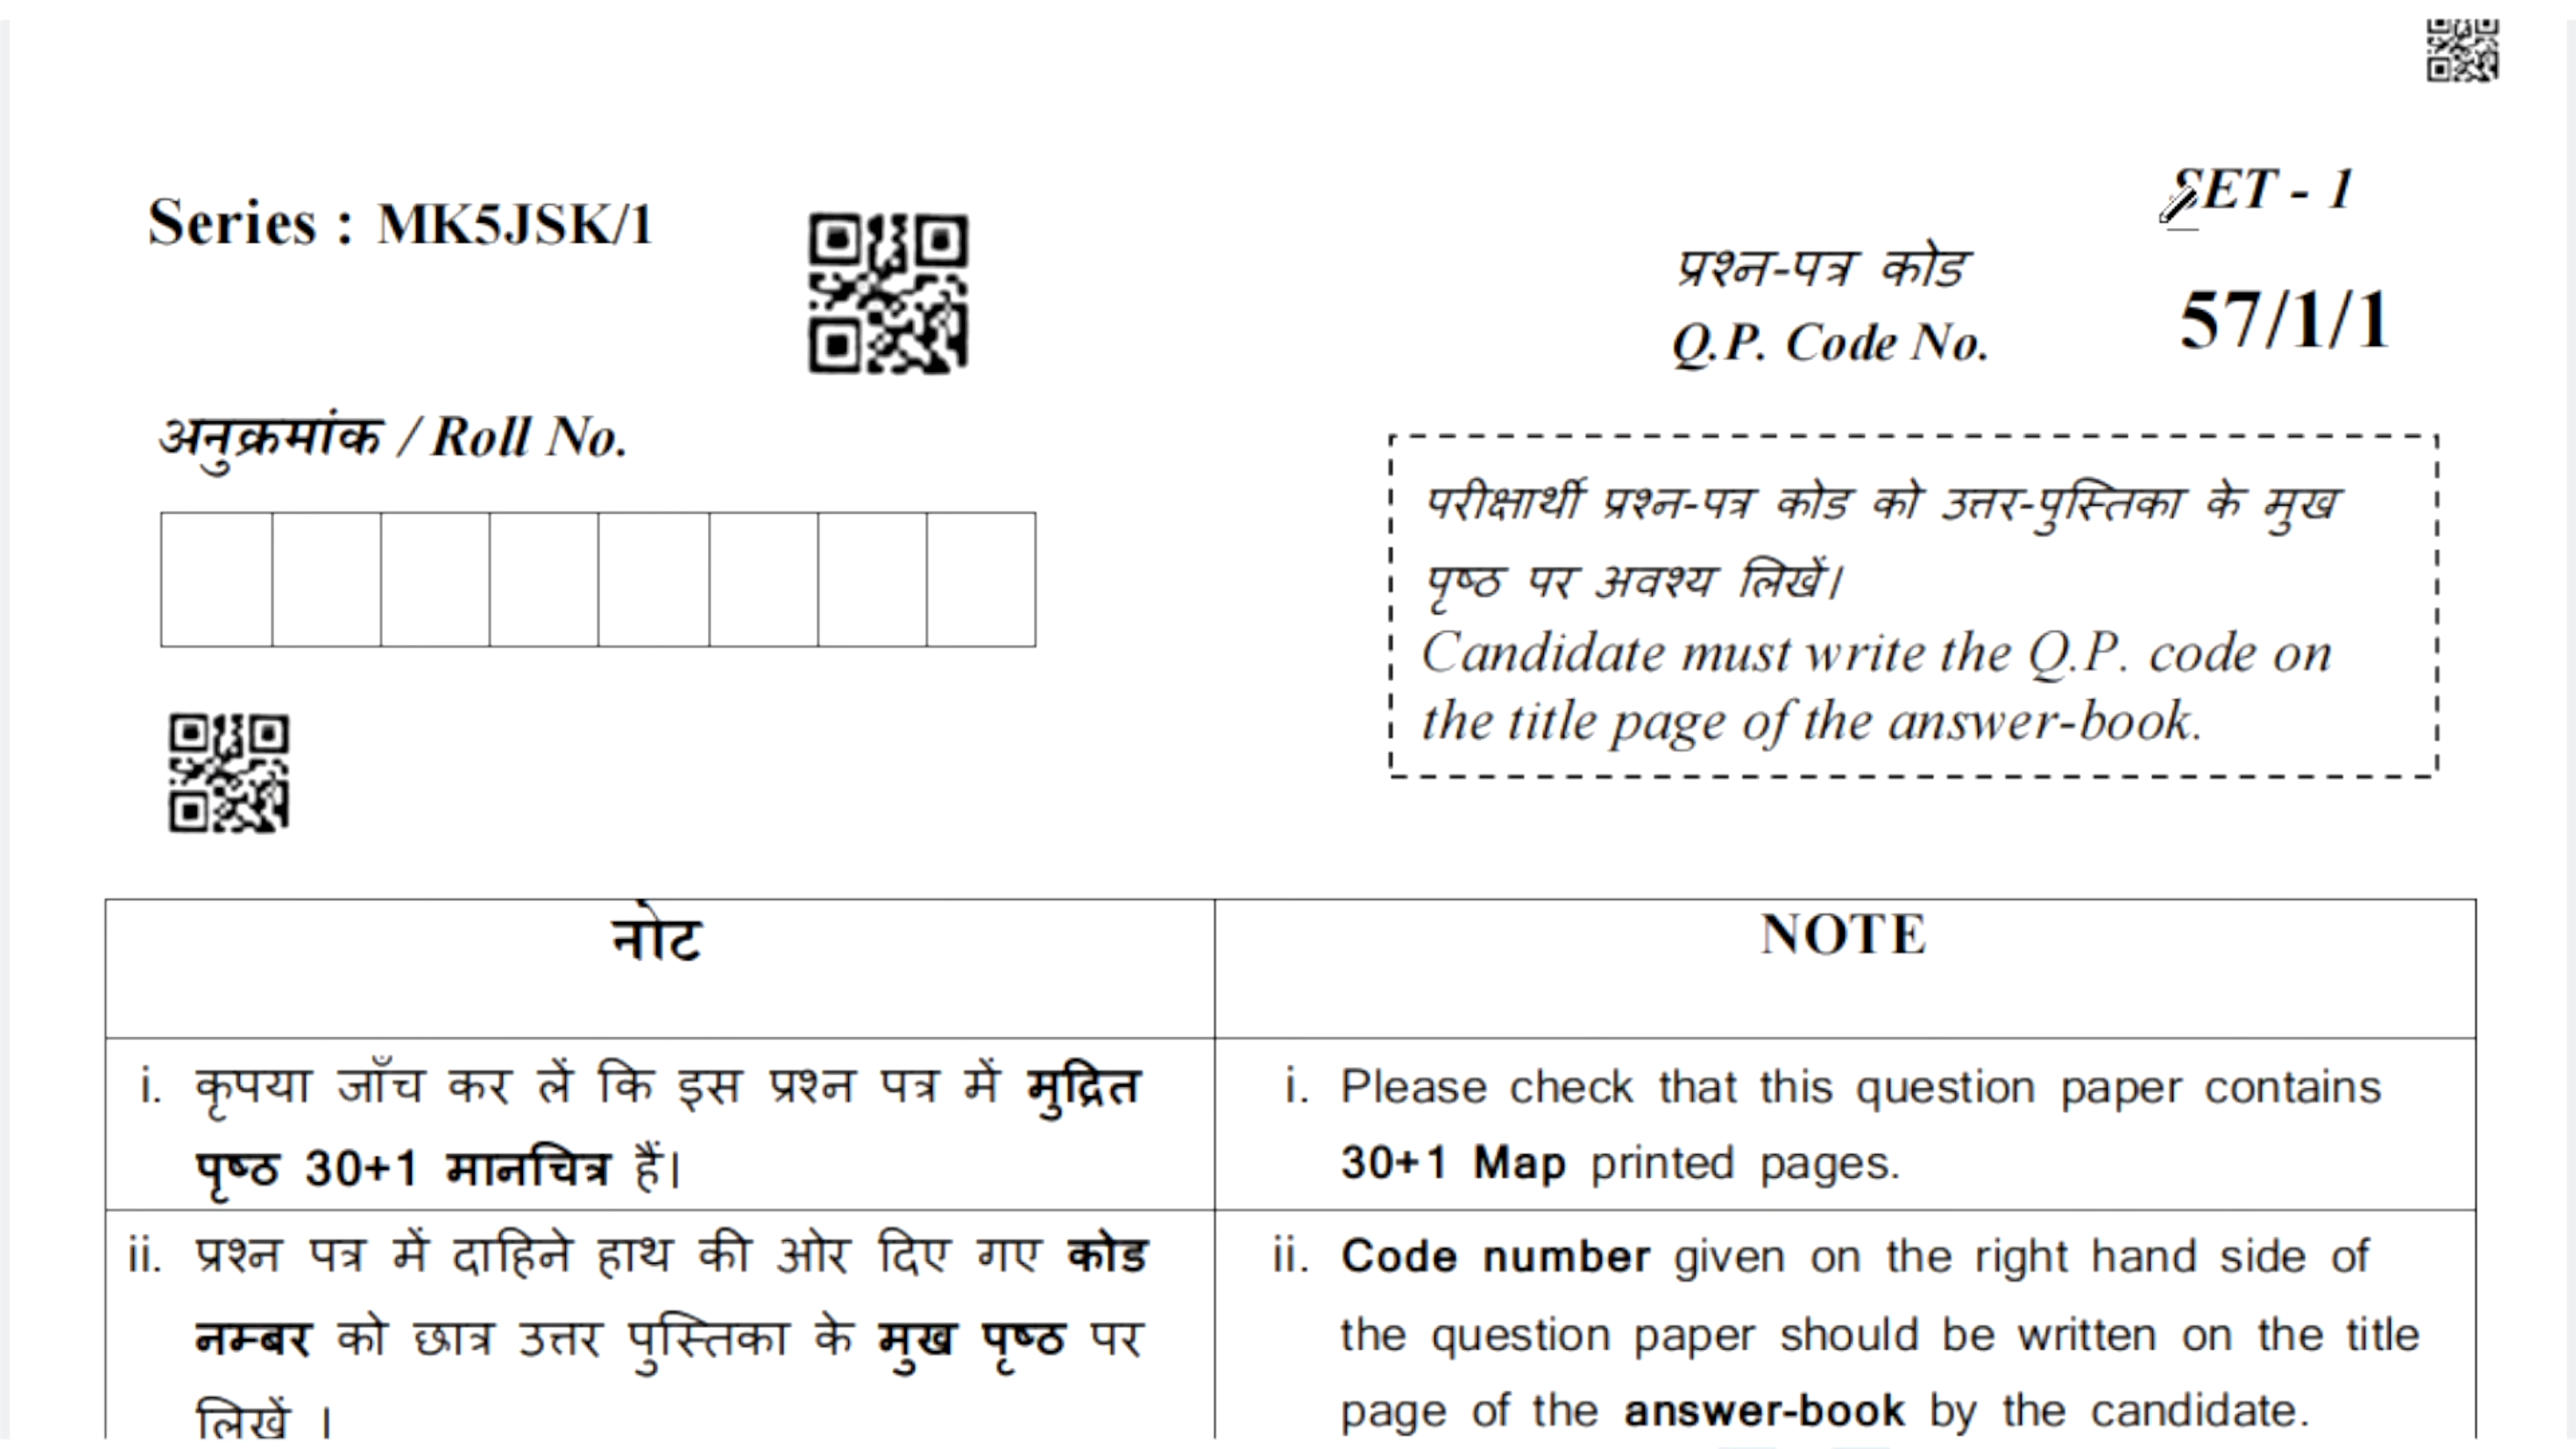 SET - 1
Series : MK5JSK/1
प्रश्न-पत्र कोड
Q.P. Code No.
57/1/1
अनुक्रमांक / Roll No.
परीक्षार्थी प्रश्न-पत्र कोड को उत्तर-पुस्तिका के मुख
पृष्ठ पर अवश्य लिखें।
Candidate must write the Q.P. code on
the title page of the answer-book.
नोट
i. कृपया जाँच कर लें कि इस प्रश्न पत्र में मुद्रित
पृष्ठ 30+1 मानचित्र हैं।
ii. प्रश्न पत्र में दाहिने हाथ की ओर दिए गए कोड
नम्बर को छात्र उत्तर पुस्तिका के मुख पृष्ठ पर
लिखें ।
NOTE
i. Please check that this question paper contains
30+1 Map printed pages.
ii. Code number given on the right hand side of
the question paper should be written on the title
page of the answer-book by the candidate.